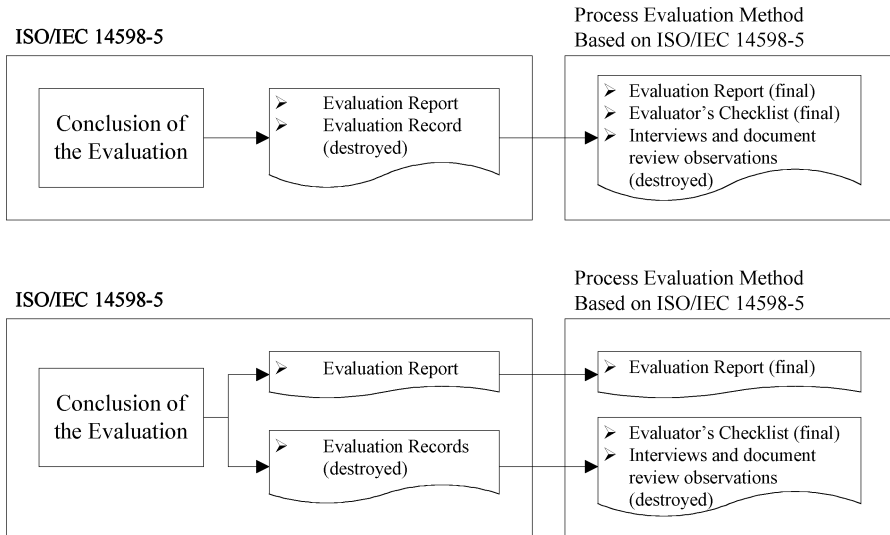 ISO/IEC 14598-5
Process Evaluation Method
Based on ISO/IEC 14598-5
Conclusion of
the Evaluation
➢ Evaluation Report
➢ Evaluation Record
(destroyed)
➢ Evaluation Report (final)
➢ Evaluator's Checklist (final)
➢ Interviews and document
review observations
(destroyed)
ISO/IEC 14598-5
Process Evaluation Method
Based on ISO/IEC 14598-5
Conclusion of
the Evaluation
➢ Evaluation Report
➢ Evaluation Records
(destroyed)
➢ Evaluation Report (final)
➢ Evaluator's Checklist (final)
➢ Interviews and document
review observations
(destroyed)